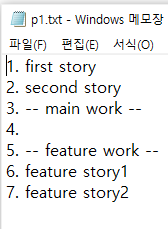 p1.txt - Windows 메모장
파일(F) 편집(E) 서식(O)
1. first story
2. second story
3. -- main work --
4.
5. -- feature work --
6. feature story1
7. feature story2